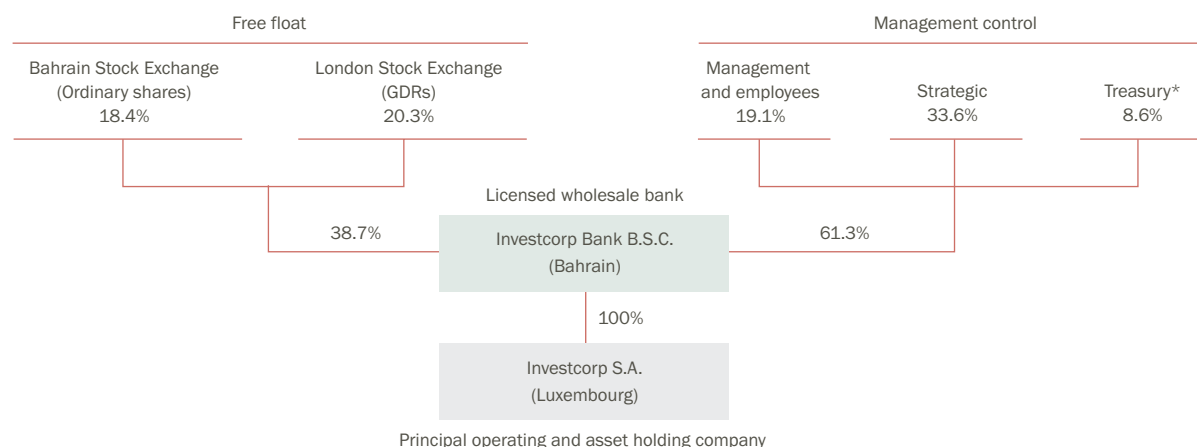 Free float
Management control
Bahrain Stock Exchange
(Ordinary shares)
18.4%
London Stock Exchange
(GDRs)
20.3%
Management
and employees
19.1%
Strategic
33.6%
Treasury*
8.6%
Licensed wholesale bank
38.7%
Investcorp Bank B.S.C.
(Bahrain)
61.3%
100%
Investcorp S.A.
(Luxembourg)
Principal operating and asset holding company